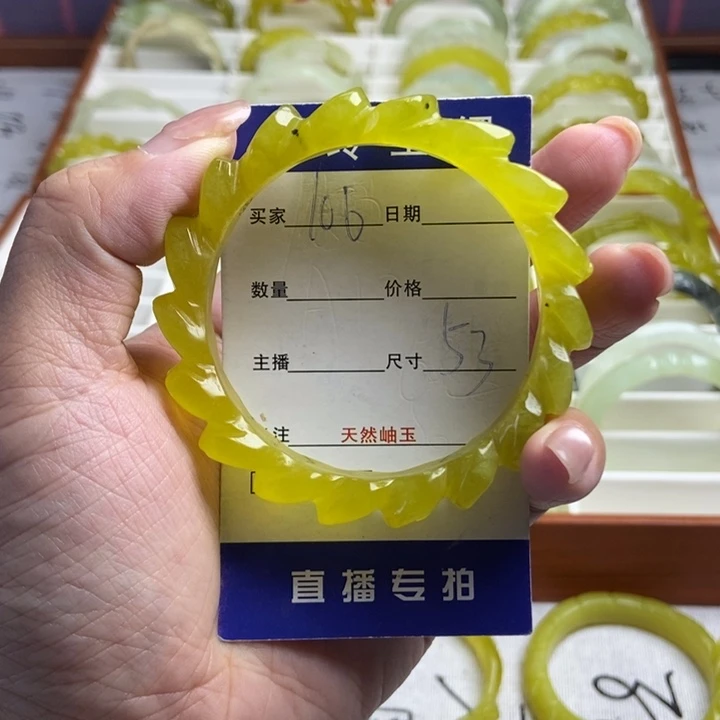 买家 106 日期
数量 价格
主播 尺寸 53
注 天然岫玉
直播专拍